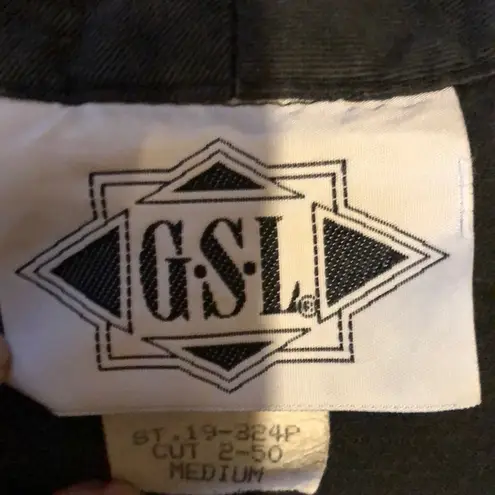 G·S·L®
ST.19-324P
CUT 2-50
MEDIUM